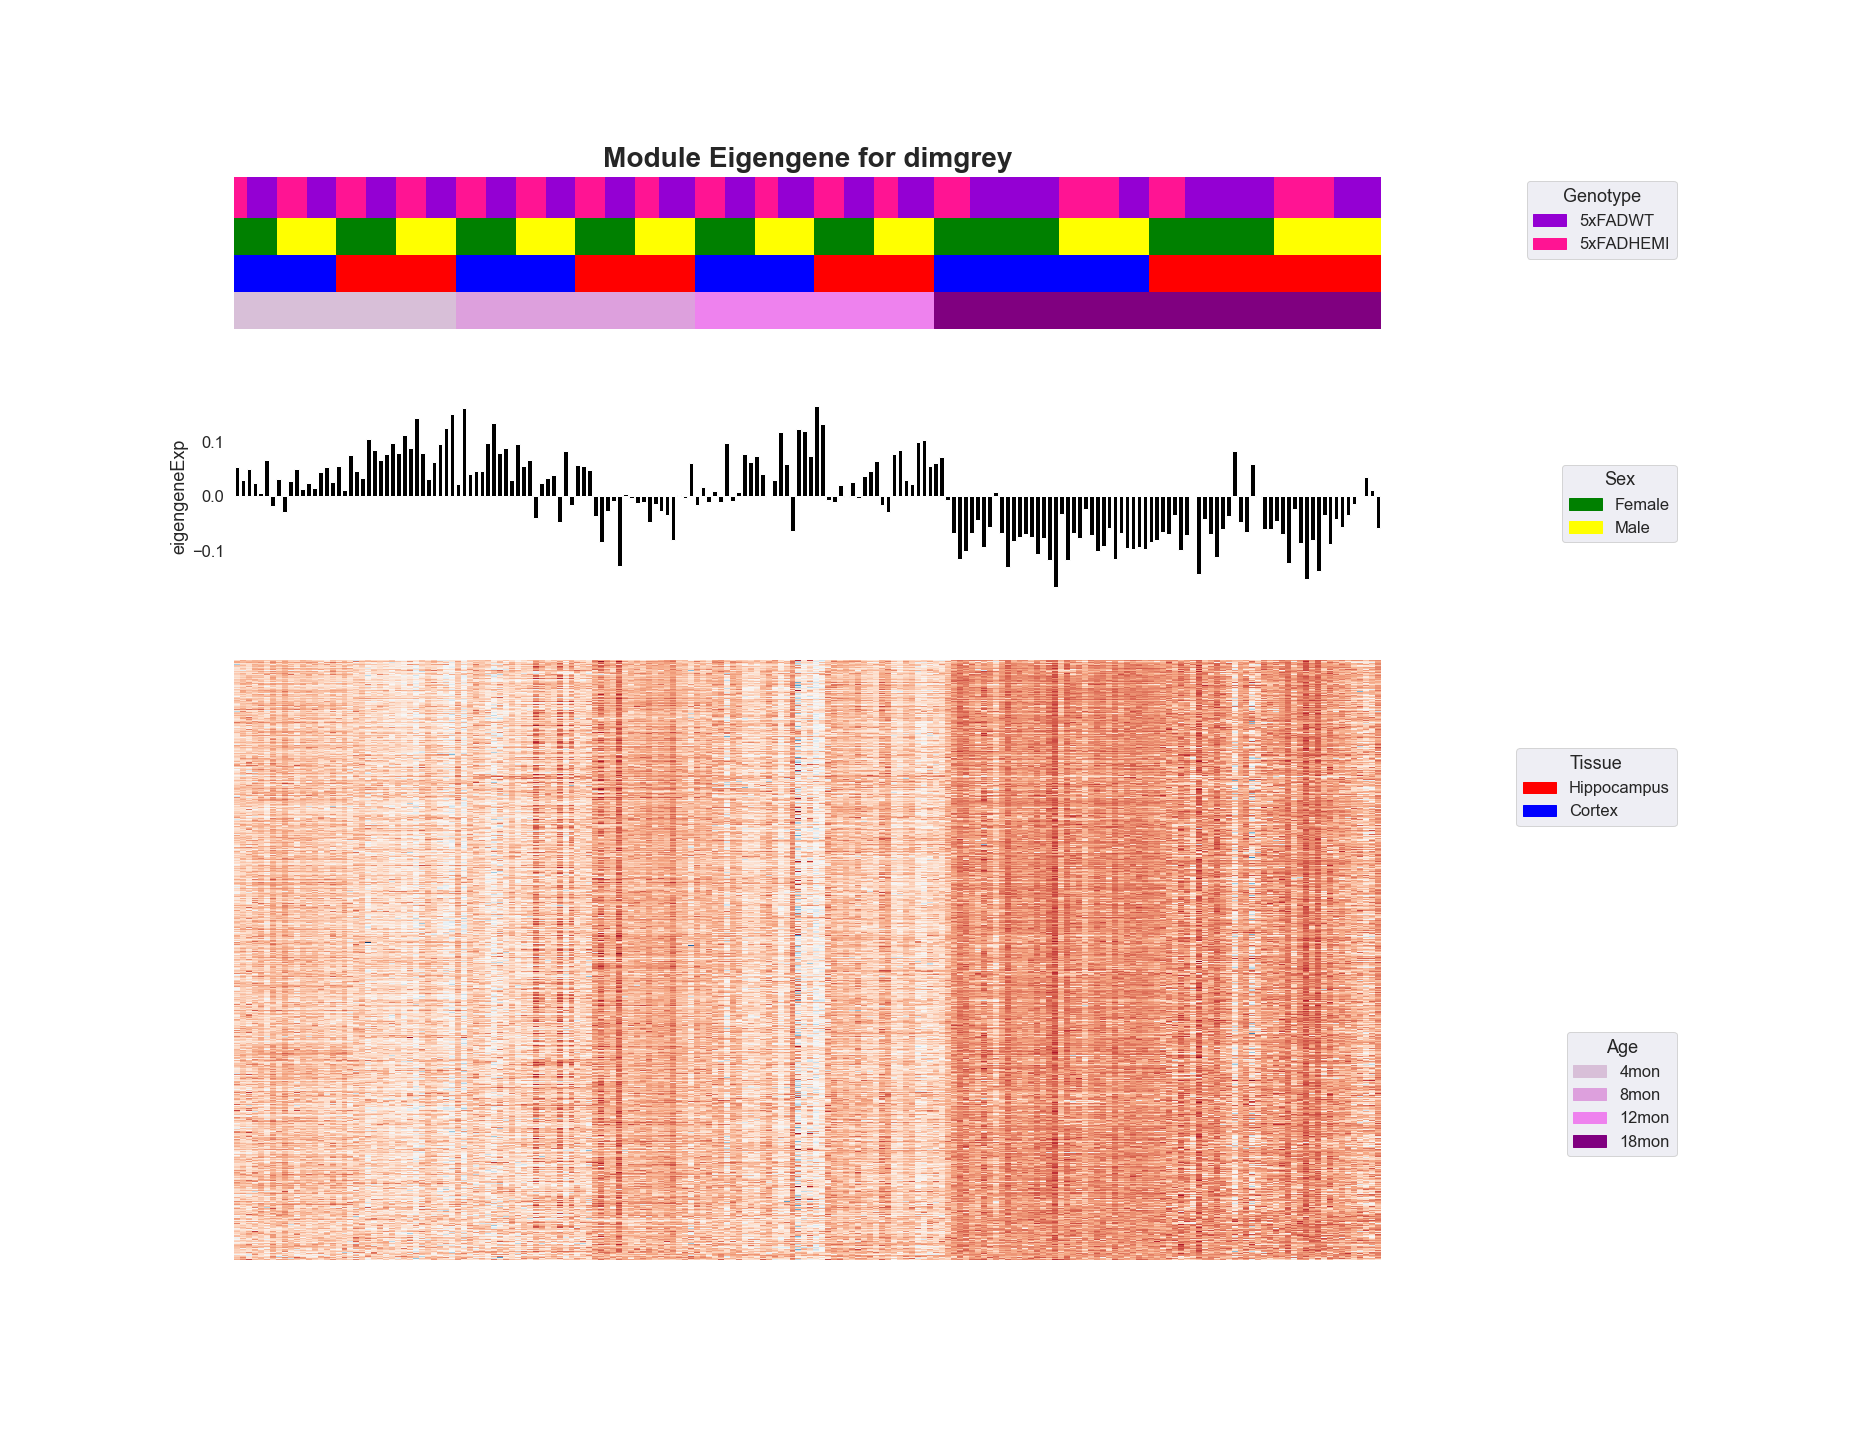 Module Eigengene for dimgrey
Genotype
5xFADWT
5xFADHEMI
eigengeneExp
0.1
0.0
−0.1
Sex
Female
Male
Tissue
Hippocampus
Cortex
Age
4mon
8mon
12mon
18mon